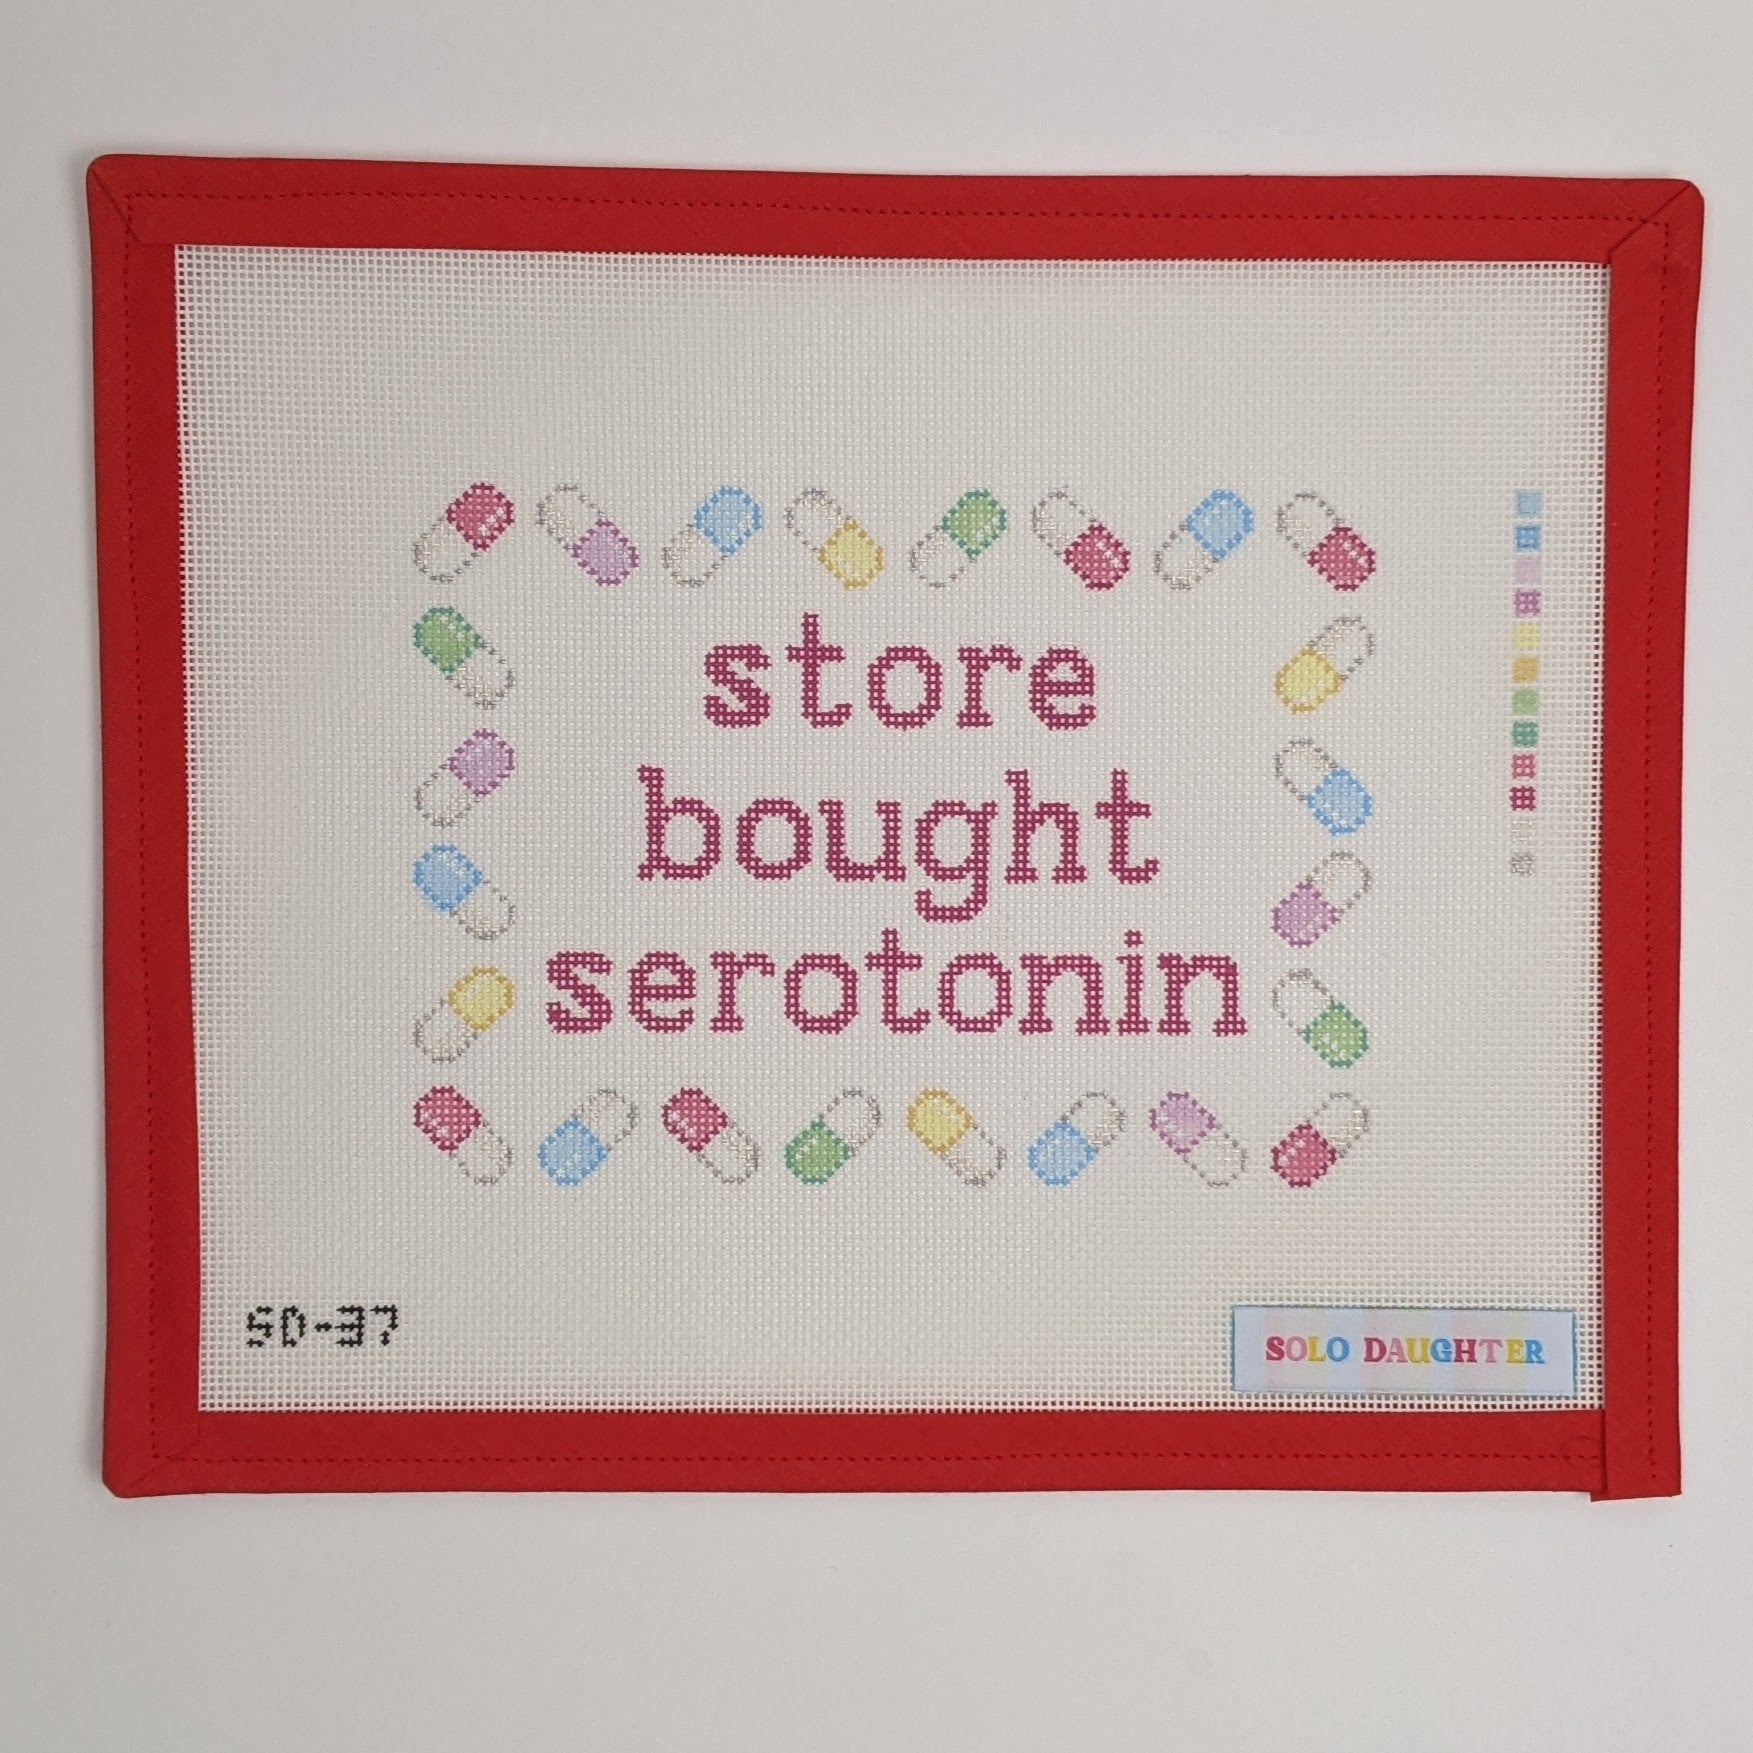 store
bought
serotonin
SD-37
SOLO DAUGHTER